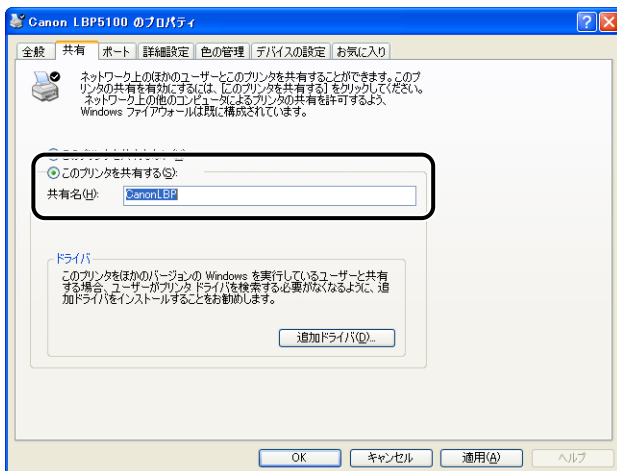 Canon LBP5100 のプロパティ
全般 共有 ポート 詳細設定 色の管理 デバイスの設定 お気に入り
ネットワーク上のほかのユーザーとこのプリンタを共有することができます。このプ
リンタの共有を有効にするには、[このプリンタを共有する] をクリックしてください。
ネットワーク上の他のコンピュータによるプリンタの共有を許可するよう、
Windows ファイアウォールは既に構成されています。
このプリンタを共有する(S):
共有名(H): CanonLBP
ドライバ
このプリンタをほかのバージョンの Windows を実行しているユーザーと共有
する場合、ユーザーがプリンタ ドライバを検索する必要がなくなるように、追
加ドライバをインストールすることをお勧めします。
追加ドライバ(D)...
OK キャンセル 適用(A) ヘルプ